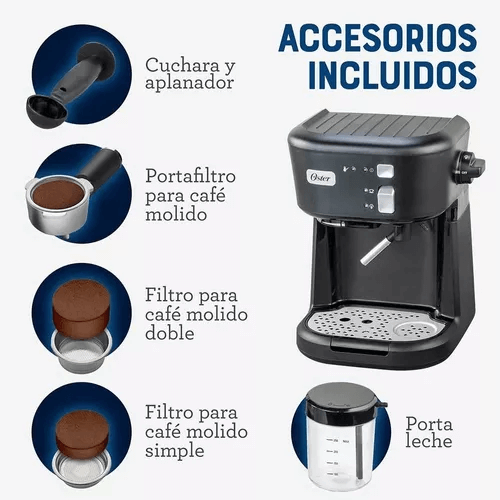 ACCESORIOS
INCLUIDOS
Cuchara y
aplanador
Portafiltro
para café
molido
Filtro para
café molido
doble
Filtro para
café molido
simple
Oster
Porta
leche